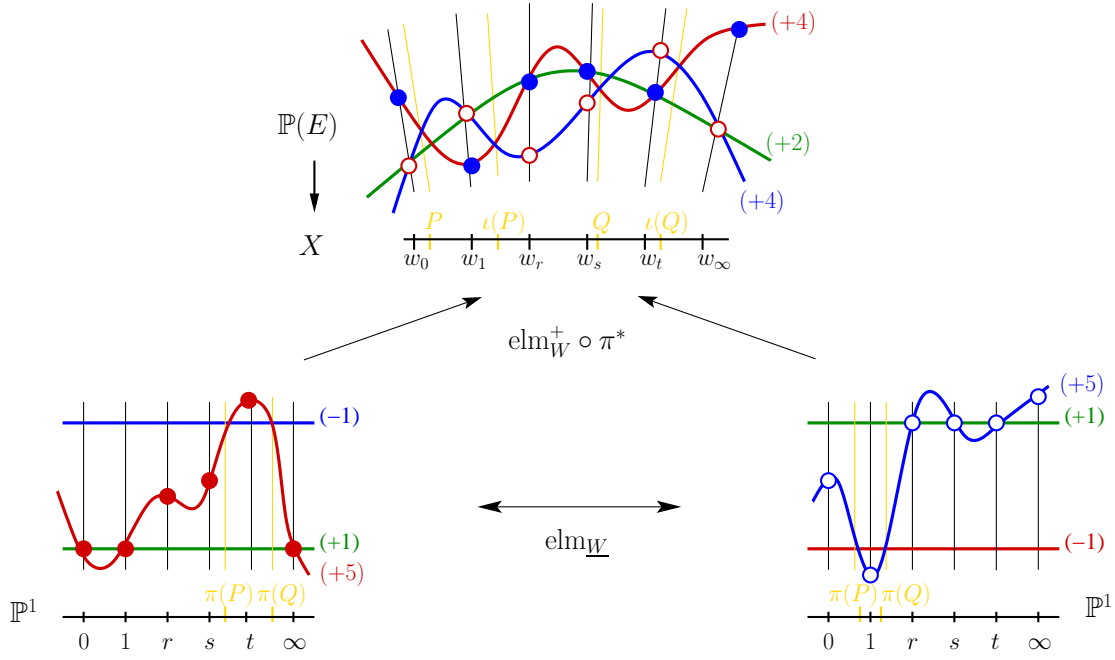 (+4)
ℙ(E)
(+2)
(+4)
P ι(P) Q ι(Q)
X
w₀ w₁ w_r w_s w_t w_∞
elm⁺_W ∘ π*
(−1) (+5)
(+1)
elm_W
(+1) (−1)
(+5)
π(P) π(Q) π(P) π(Q)
ℙ¹ ℙ¹
0 1 r s t ∞ 0 1 r s t ∞